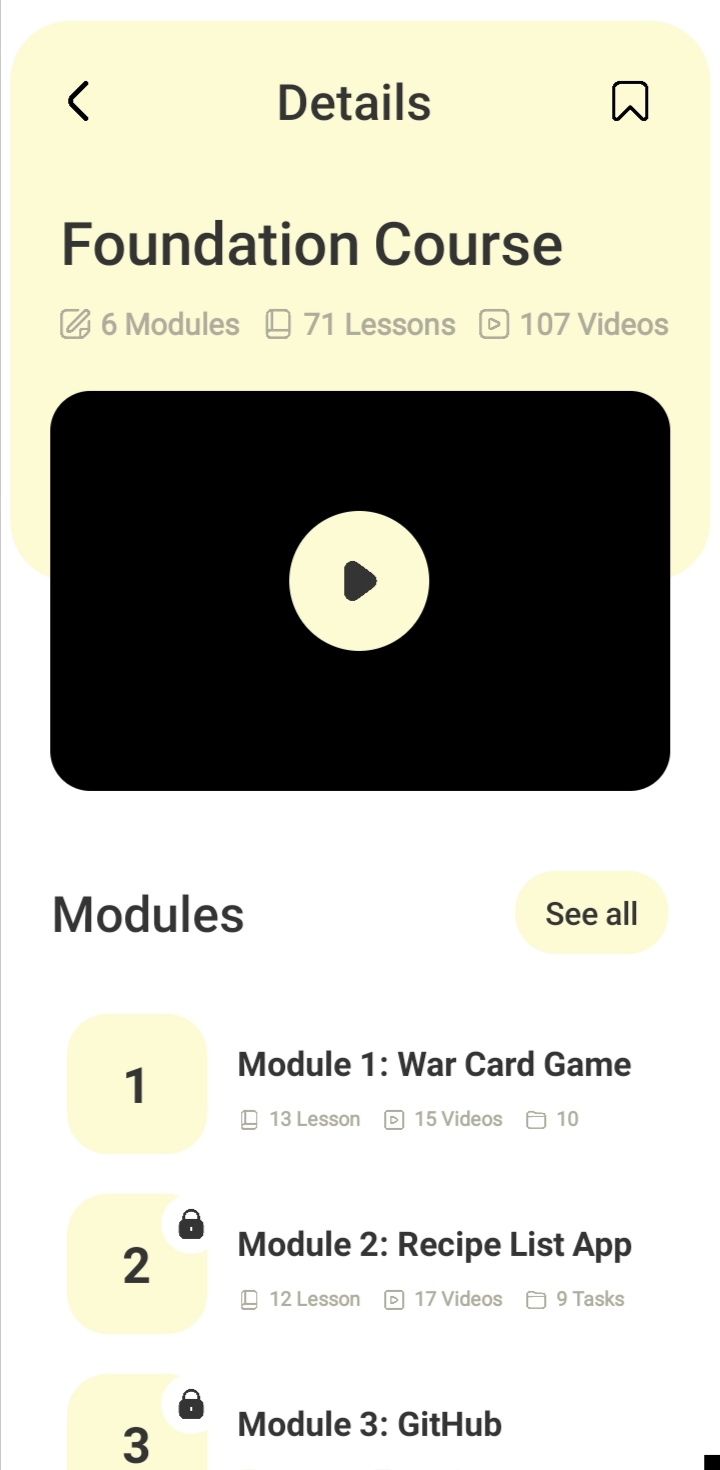 Details
Foundation Course
6 Modules 71 Lessons 107 Videos
Modules
See all
1
Module 1: War Card Game
13 Lesson 15 Videos 10
2
Module 2: Recipe List App
12 Lesson 17 Videos 9 Tasks
3
Module 3: GitHub